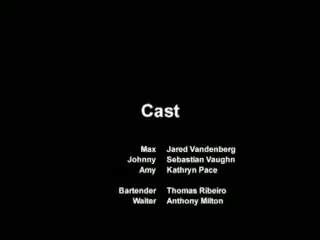 Cast
Max Jared Vandenberg
Johnny Sebastian Vaughn
Amy Kathryn Pace
Bartender Thomas Ribeiro
Waiter Anthony Milton